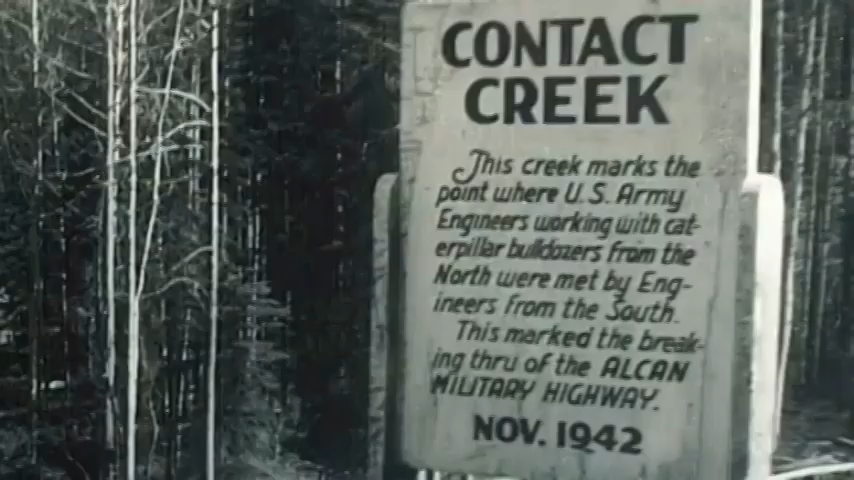 CONTACT
CREEK
This creek marks the
point where U.S. Army
Engineers working with cat-
erpillar bulldozers from the
North were met by Eng-
ineers from the South.
This marked the break-
ing thru of the ALCAN
MILITARY HIGHWAY.
NOV. 1942